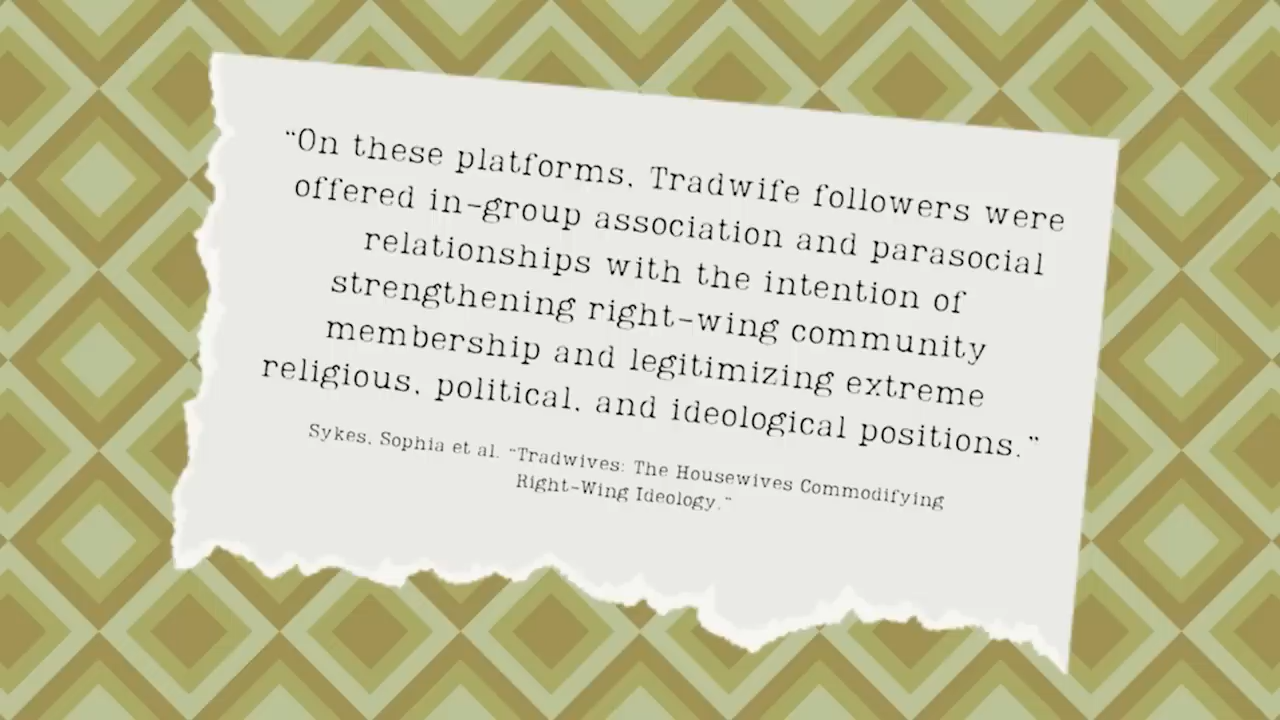 “On these platforms, Tradwife followers were
offered in-group association and parasocial
relationships with the intention of
strengthening right-wing community
membership and legitimizing extreme
religious, political, and ideological positions.”
Sykes, Sophia et al. “Tradwives: The Housewives Commodifying
Right-Wing Ideology.”